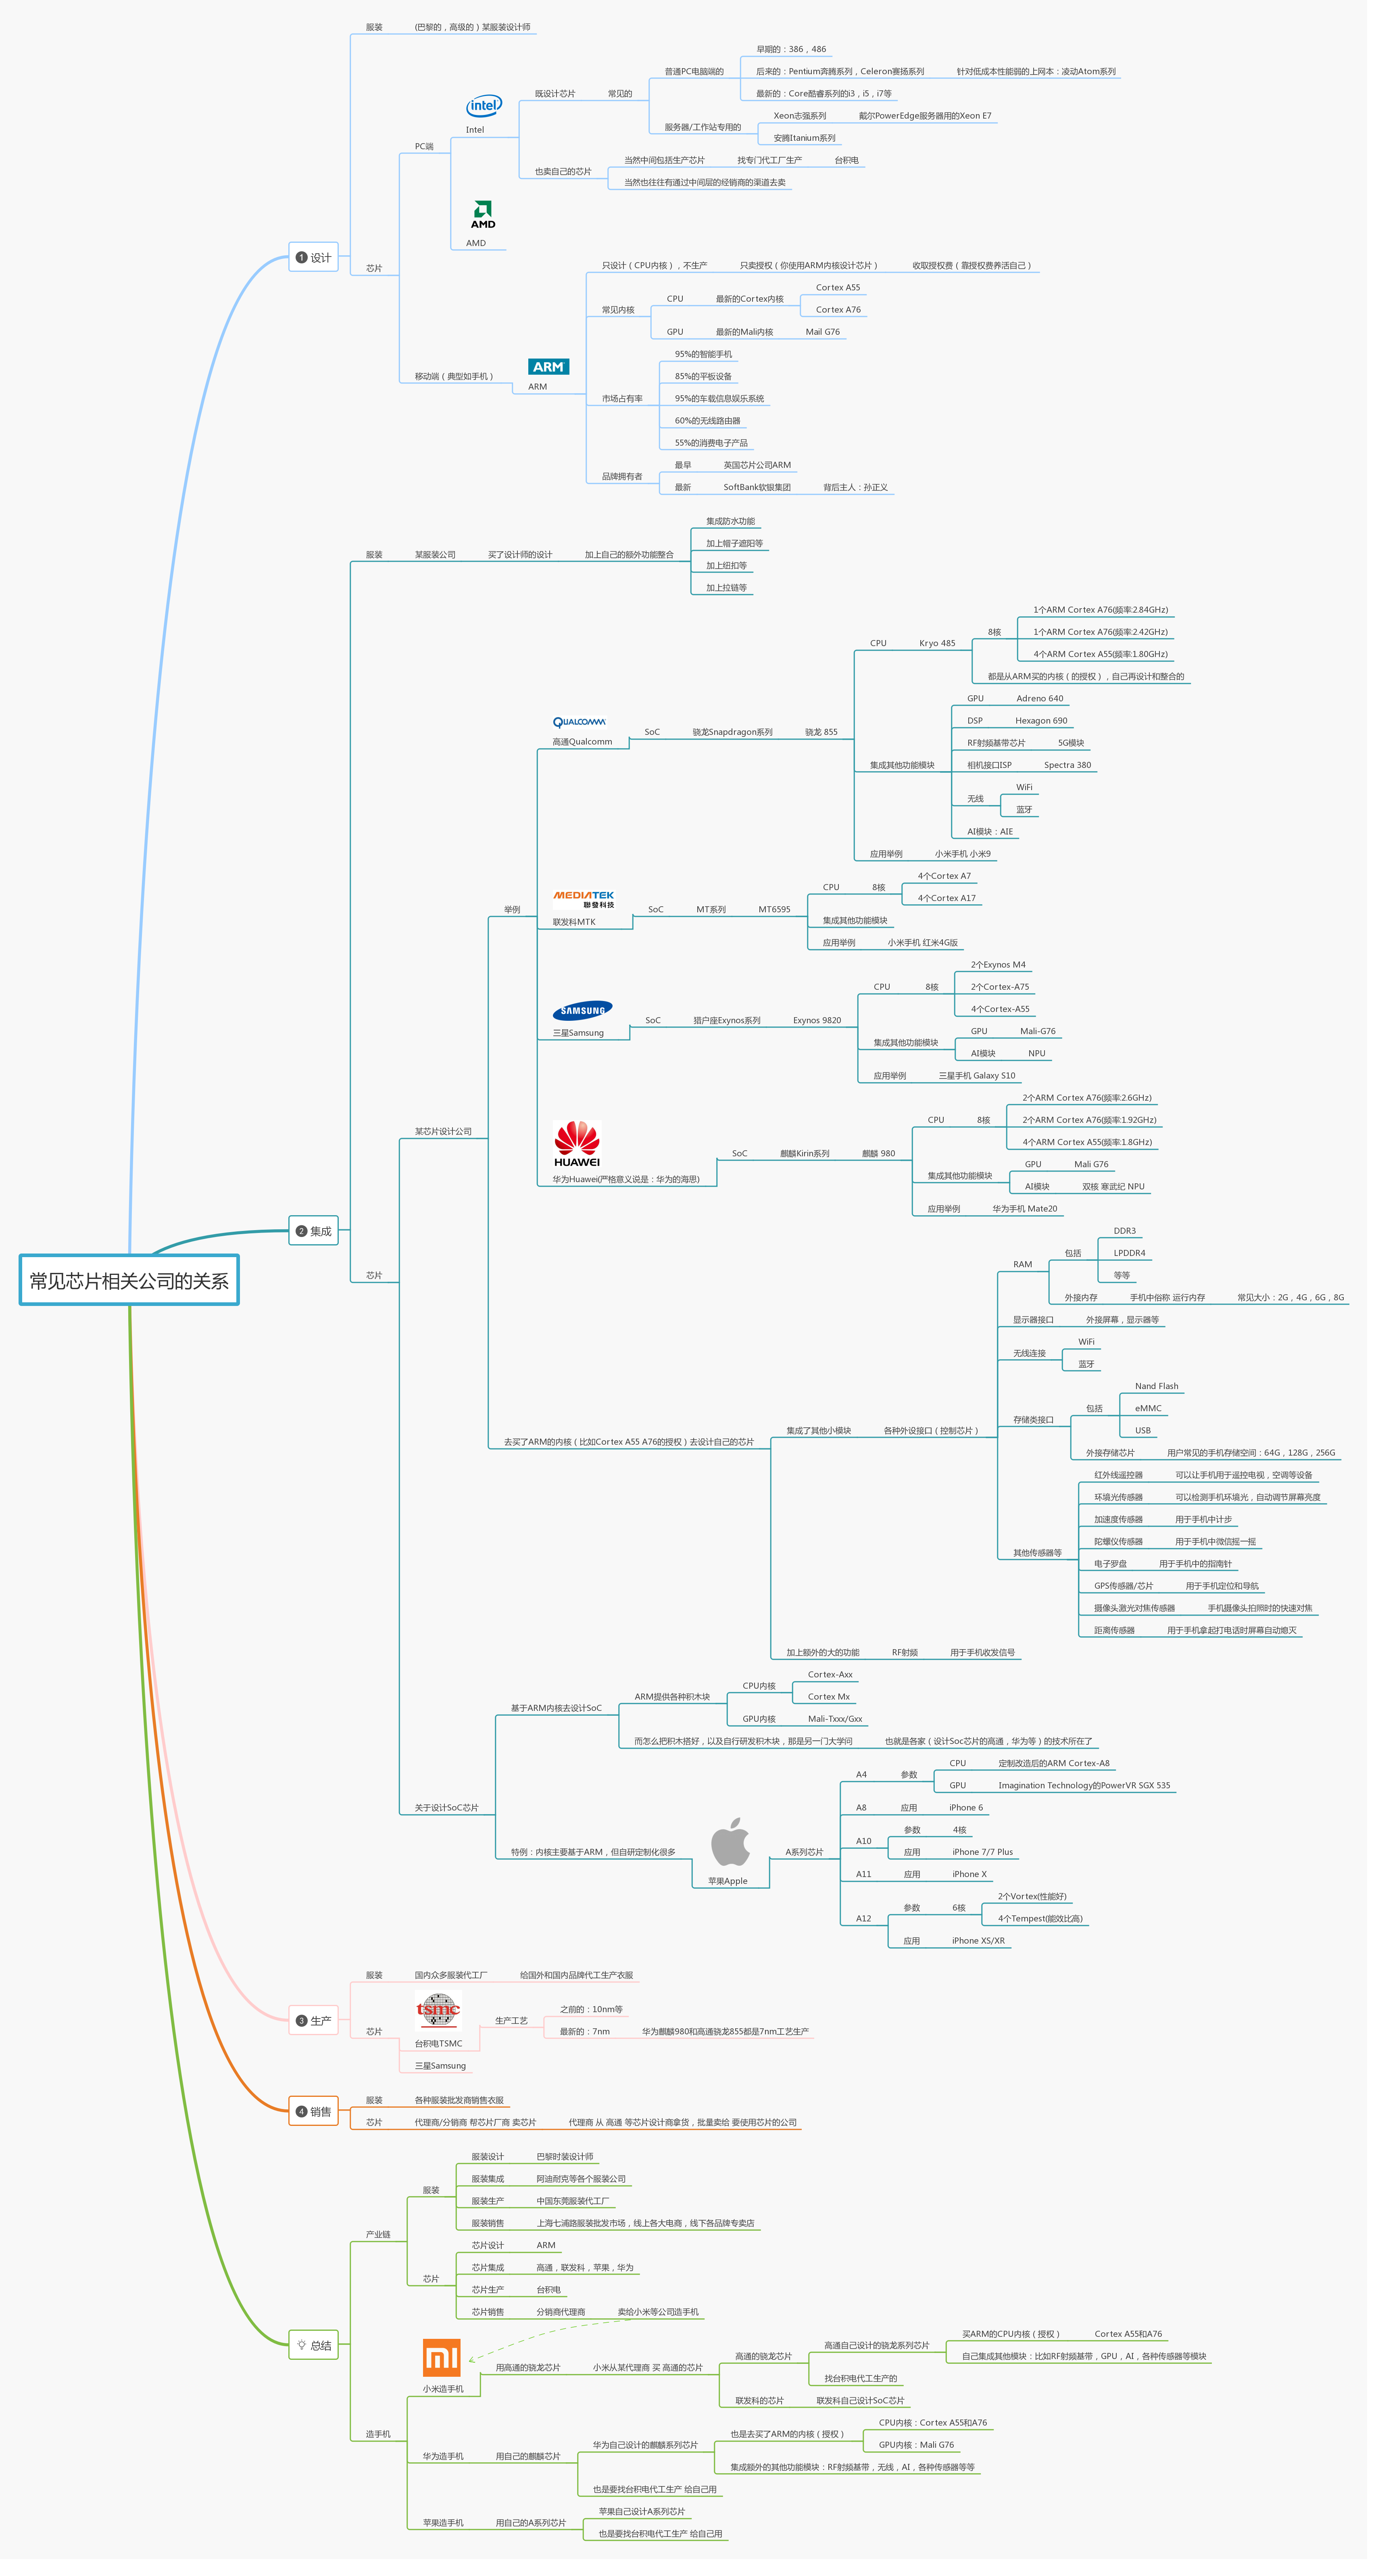 常见芯片相关公司的关系
1 设计
服装
(巴黎的，高级的）某服装设计师
芯片
PC端
intel
Intel
既设计芯片
常见的
普通PC电脑端的
早期的：386，486
后来的：Pentium奔腾系列，Celeron赛扬系列
针对低成本性能弱的上网本：凌动Atom系列
最新的：Core酷睿系列的i3，i5，i7等
服务器/工作站专用的
Xeon志强系列
戴尔PowerEdge服务器用的Xeon E7
安腾Itanium系列
也卖自己的芯片
当然中间包括生产芯片
找专门代工厂生产
台积电
当然也往往有通过中间层的经销商的渠道去卖
AMD
AMD
移动端（典型如手机）
ARM
ARM
只设计（CPU内核），不生产
只卖授权（你使用ARM内核设计芯片）
收取授权费（靠授权费养活自己）
常见内核
CPU
最新的Cortex内核
Cortex A55
Cortex A76
GPU
最新的Mali内核
Mail G76
市场占有率
95%的智能手机
85%的平板设备
95%的车载信息娱乐系统
60%的无线路由器
55%的消费电子产品
品牌拥有者
最早
英国芯片公司ARM
最新
SoftBank软银集团
背后主人：孙正义
2 集成
服装
某服装公司
买了设计师的设计
加上自己的额外功能整合
集成防水功能
加上帽子遮阳等
加上纽扣等
加上拉链等
芯片
某芯片设计公司
举例
QUALCOMM
高通Qualcomm
SoC
骁龙Snapdragon系列
骁龙 855
CPU
Kryo 485
8核
1个ARM Cortex A76(频率:2.84GHz)
1个ARM Cortex A76(频率:2.42GHz)
4个ARM Cortex A55(频率:1.80GHz)
都是从ARM买的内核（的授权），自己再设计和整合的
集成其他功能模块
GPU
Adreno 640
DSP
Hexagon 690
RF射频基带芯片
5G模块
相机接口ISP
Spectra 380
无线
WiFi
蓝牙
AI模块：AIE
应用举例
小米手机 小米9
MEDIATEK
聯發科技
联发科MTK
SoC
MT系列
MT6595
CPU
8核
4个Cortex A7
4个Cortex A17
集成其他功能模块
应用举例
小米手机 红米4G版
SAMSUNG
三星Samsung
SoC
猎户座Exynos系列
Exynos 9820
CPU
8核
2个Exynos M4
2个Cortex-A75
4个Cortex-A55
集成其他功能模块
GPU
Mali-G76
AI模块
NPU
应用举例
三星手机 Galaxy S10
HUAWEI
华为Huawei(严格意义说是：华为的海思)
SoC
麒麟Kirin系列
麒麟 980
CPU
8核
2个ARM Cortex A76(频率:2.6GHz)
2个ARM Cortex A76(频率:1.92GHz)
4个ARM Cortex A55(频率:1.8GHz)
集成其他功能模块
GPU
Mali G76
AI模块
双核 寒武纪 NPU
应用举例
华为手机 Mate20
去买了ARM的内核（比如Cortex A55 A76的授权）去设计自己的芯片
集成了其他小模块
各种外设接口（控制芯片）
RAM
包括
DDR3
LPDDR4
等等
外接内存
手机中俗称 运行内存
常见大小：2G，4G，6G，8G
显示器接口
外接屏幕，显示器等
无线连接
WiFi
蓝牙
存储类接口
包括
Nand Flash
eMMC
USB
外接存储芯片
用户常见的手机存储空间：64G，128G，256G
其他传感器等
红外线遥控器
可以让手机用于遥控电视，空调等设备
环境光传感器
可以检测手机环境光，自动调节屏幕亮度
加速度传感器
用于手机中计步
陀螺仪传感器
用于手机中微信摇一摇
电子罗盘
用于手机中的指南针
GPS传感器/芯片
用于手机定位和导航
摄像头激光对焦传感器
手机摄像头拍照时的快速对焦
距离传感器
用于手机拿起打电话时屏幕自动熄灭
加上额外的大的功能
RF射频
用于手机收发信号
关于设计SoC芯片
基于ARM内核去设计SoC
ARM提供各种积木块
CPU内核
Cortex-Axx
Cortex Mx
GPU内核
Mali-Txxx/Gxx
而怎么把积木搭好，以及自行研发积木块，那是另一门大学问
也就是各家（设计Soc芯片的高通，华为等）的技术所在了
特例：内核主要基于ARM，但自研定制化很多
苹果Apple
A系列芯片
A4
参数
CPU
定制改造后的ARM Cortex-A8
GPU
Imagination Technology的PowerVR SGX 535
A8
应用
iPhone 6
A10
参数
4核
应用
iPhone 7/7 Plus
A11
应用
iPhone X
A12
参数
6核
2个Vortex(性能好)
4个Tempest(能效比高)
应用
iPhone XS/XR
3 生产
服装
国内众多服装代工厂
给国外和国内品牌代工生产衣服
芯片
tsmc
台积电TSMC
生产工艺
之前的：10nm等
最新的：7nm
华为麒麟980和高通骁龙855都是7nm工艺生产
三星Samsung
4 销售
服装
各种服装批发商销售衣服
芯片
代理商/分销商 帮芯片厂商 卖芯片
代理商 从 高通 等芯片设计商拿货，批量卖给 要使用芯片的公司
总结
产业链
服装
服装设计
巴黎时装设计师
服装集成
阿迪耐克等各个服装公司
服装生产
中国东莞服装代工厂
服装销售
上海七浦路服装批发市场，线上各大电商，线下各品牌专卖店
芯片
芯片设计
ARM
芯片集成
高通，联发科，苹果，华为
芯片生产
台积电
芯片销售
分销商代理商
卖给小米等公司造手机
造手机
mi
小米造手机
用高通的骁龙芯片
小米从某代理商 买 高通的芯片
高通的骁龙芯片
高通自己设计的骁龙系列芯片
买ARM的CPU内核（授权）
Cortex A55和A76
自己集成其他模块：比如RF射频基带，GPU，AI，各种传感器等模块
找台积电代工生产的
联发科的芯片
联发科自己设计SoC芯片
华为造手机
用自己的麒麟芯片
华为自己设计的麒麟系列芯片
也是去买了ARM的内核（授权）
CPU内核：Cortex A55和A76
GPU内核：Mali G76
集成额外的其他功能模块：RF射频基带，无线，AI，各种传感器等等
也是要找台积电代工生产 给自己用
苹果造手机
用自己的A系列芯片
苹果自己设计A系列芯片
也是要找台积电代工生产 给自己用